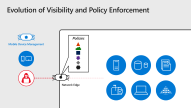 Evolution of Visibility and Policy Enforcement
Mobile Device Management
Policies
Network Edge